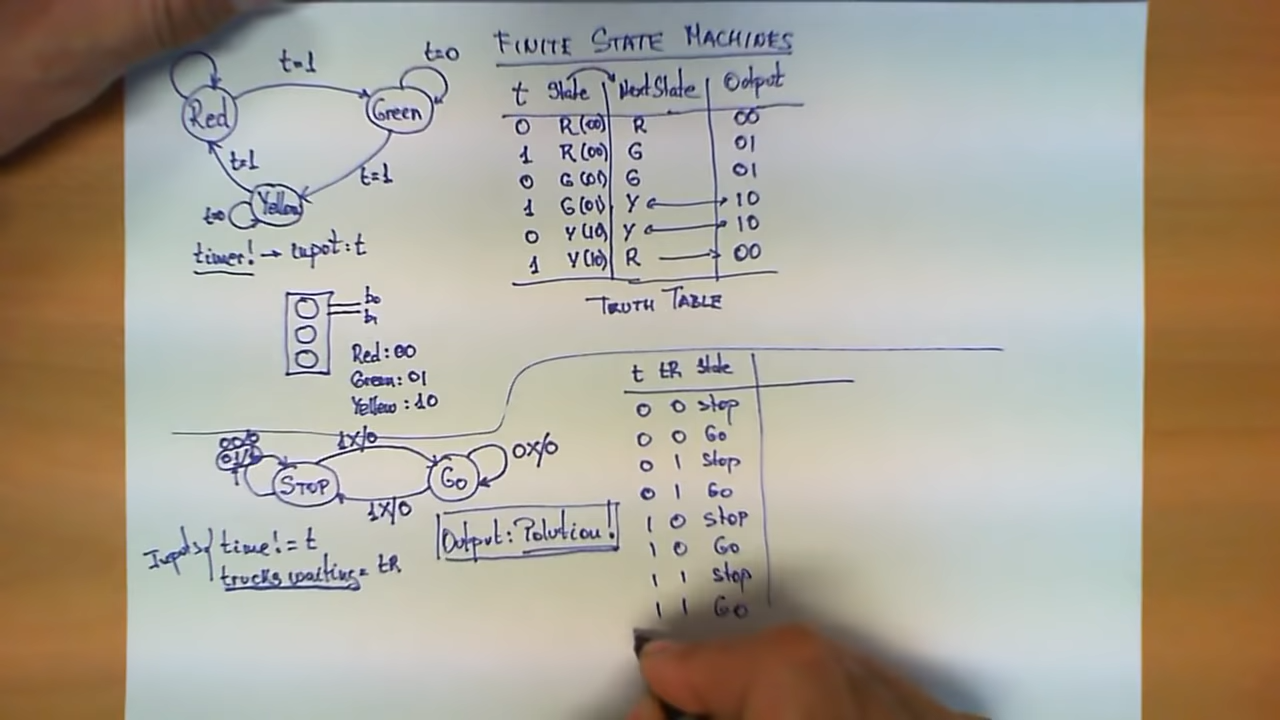 FINITE STATE MACHINES
t=1
t=0
Red
Green
t=1
t=1
t=0
Yellow
timer! → input: t
t State Next State Output
0 R(00) R 00
1 R(00) G 01
0 G(01) G 01
1 G(01) Y 10
0 Y(10) Y 10
1 Y(10) R 00
TRUTH TABLE
b0
b1
Red: 00
Green: 01
Yellow: 10
00/0
01/1
1X/0
0X/0
STOP
Go
1X/0
Inputs
time! = t
trucks waiting = tR
Output: Polution!
t tR State
0 0 Stop
0 0 Go
0 1 Stop
0 1 Go
1 0 Stop
1 0 Go
1 1 Stop
1 1 Go